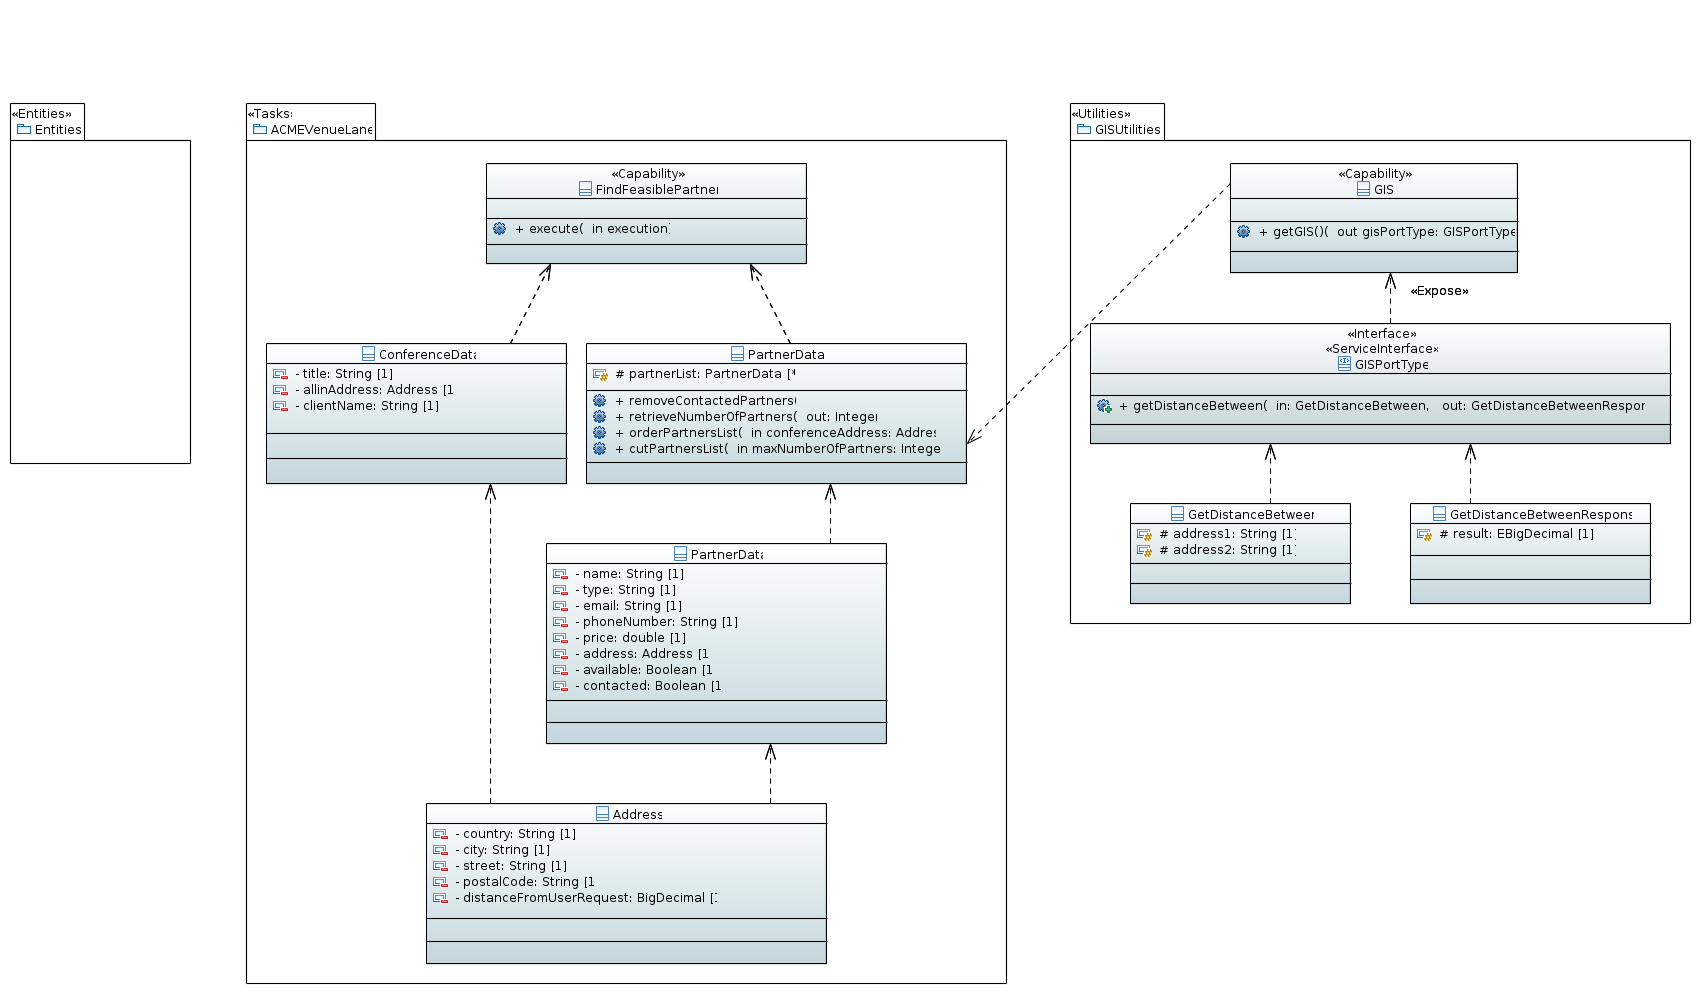 «Entities»
Entities
«Tasks:
ACMEVenueLane
«Capability»
FindFeasiblePartner
+ execute( in execution)
ConferenceData
- title: String [1]
- allinAddress: Address [1
- clientName: String [1]
PartnerData
# partnerList: PartnerData [*
+ removeContactedPartners(
+ retrieveNumberOfPartners( out: Integer
+ orderPartnersList( in conferenceAddress: Addres
+ cutPartnersList( in maxNumberOfPartners: Intege
PartnerData
- name: String [1]
- type: String [1]
- email: String [1]
- phoneNumber: String [1]
- price: double [1]
- address: Address [1
- available: Boolean [1
- contacted: Boolean [1
Address
- country: String [1]
- city: String [1]
- street: String [1]
- postalCode: String [1
- distanceFromUserRequest: BigDecimal [1
«Utilities»
GISUtilities
«Capability»
GIS
+ getGIS()( out gisPortType: GISPortType
«Expose»
«Interface»
«ServiceInterface»
GISPortType
+ getDistanceBetween( in: GetDistanceBetween, out: GetDistanceBetweenRespor
GetDistanceBetweer
# address1: String [1]
# address2: String [1]
GetDistanceBetweenRespons
# result: EBigDecimal [1]